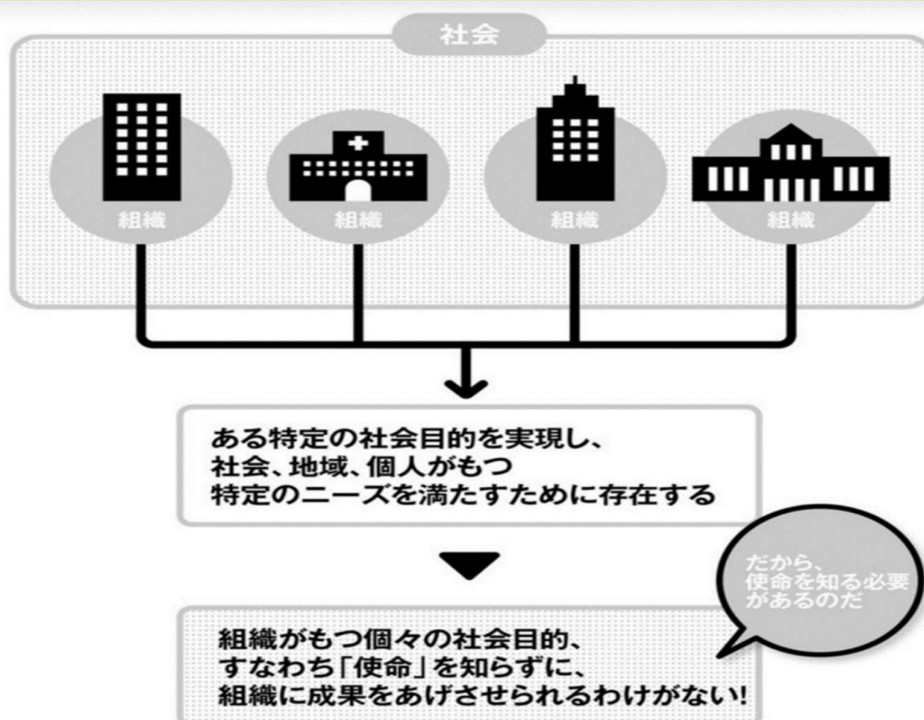 社会
組織
組織
組織
組織
ある特定の社会目的を実現し、
社会、地域、個人がもつ
特定のニーズを満たすために存在する
だから、
使命を知る必要
があるのだ
組織がもつ個々の社会目的、
すなわち「使命」を知らずに、
組織に成果をあげさせられるわけがない!